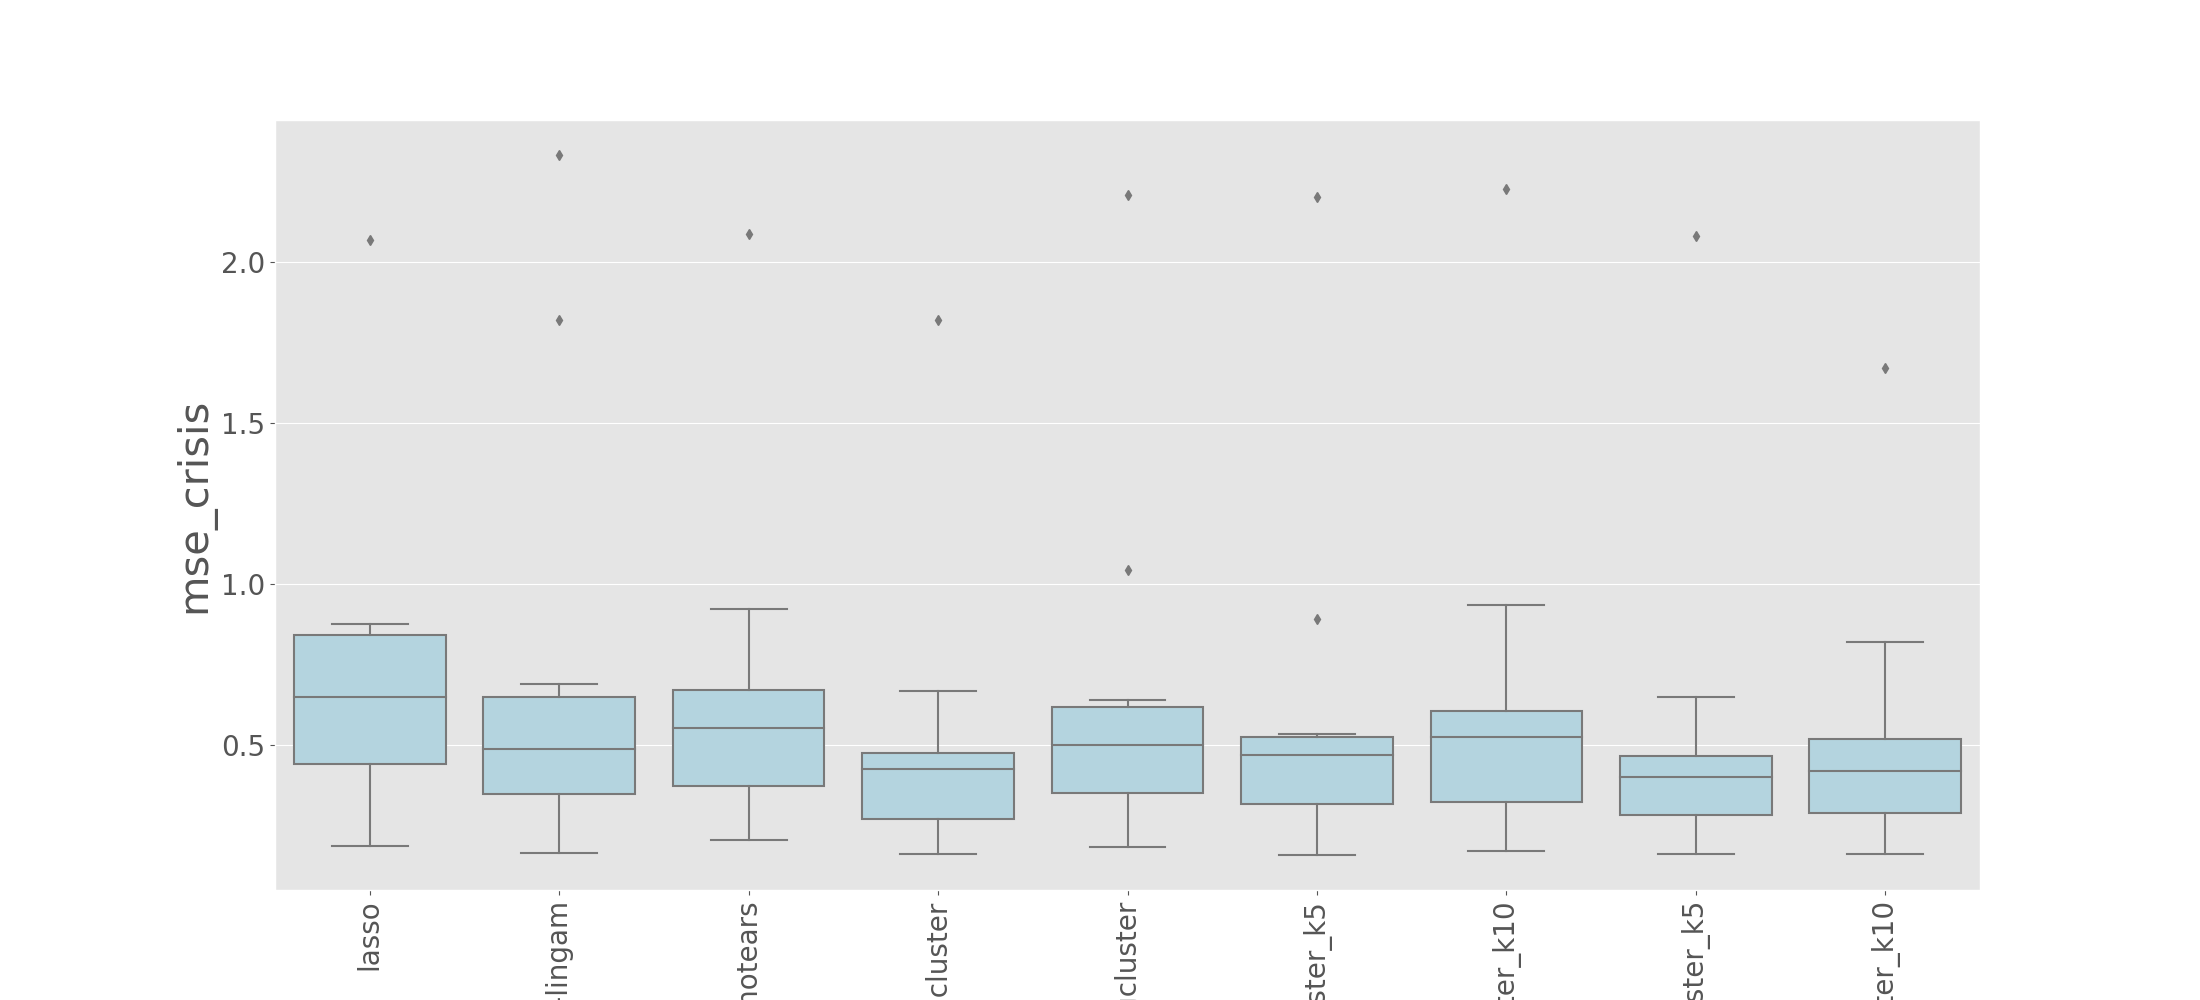 mse_crisis
2.0
1.5
1.0
0.5
lasso
-lingam
notears
cluster
cluster
ster_k5
ter_k10
ster_k5
ter_k10